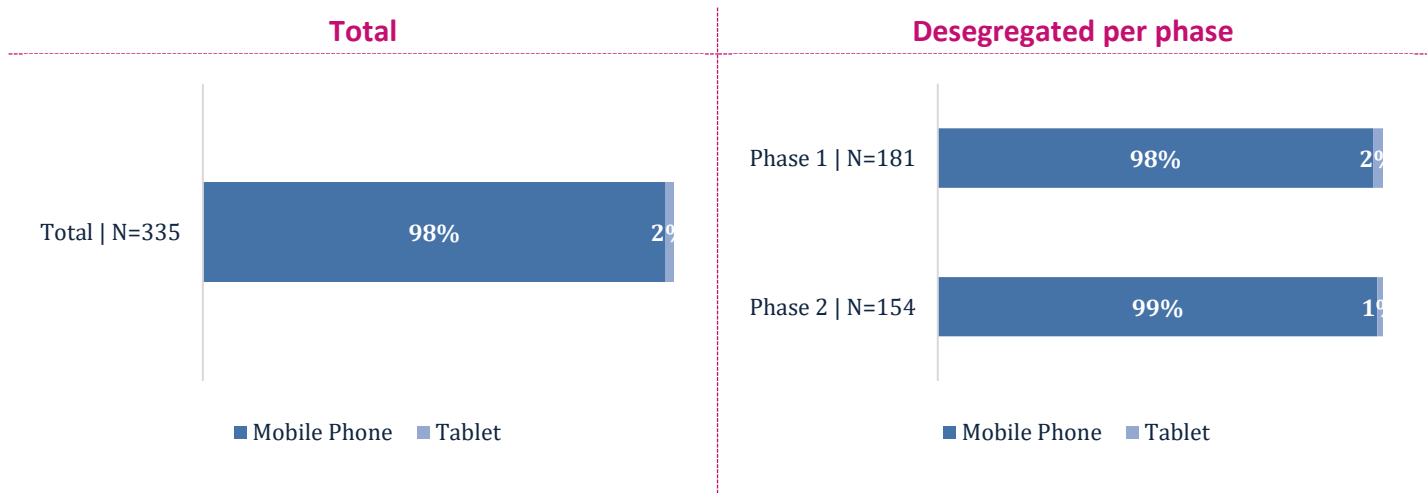 Total
Total | N=335
98%
2%
Mobile Phone
Tablet
Desegregated per phase
Phase 1 | N=181
98%
2%
Phase 2 | N=154
99%
1%
Mobile Phone
Tablet